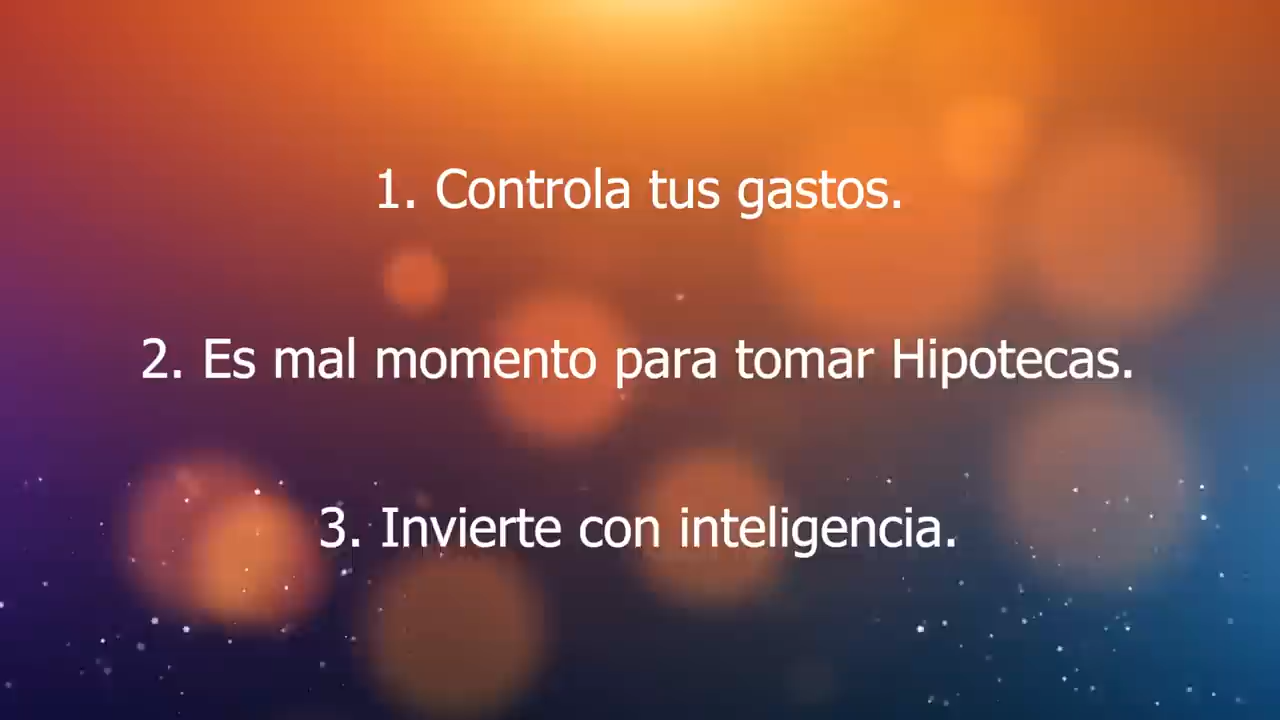 1. Controla tus gastos.
2. Es mal momento para tomar Hipotecas.
3. Invierte con inteligencia.